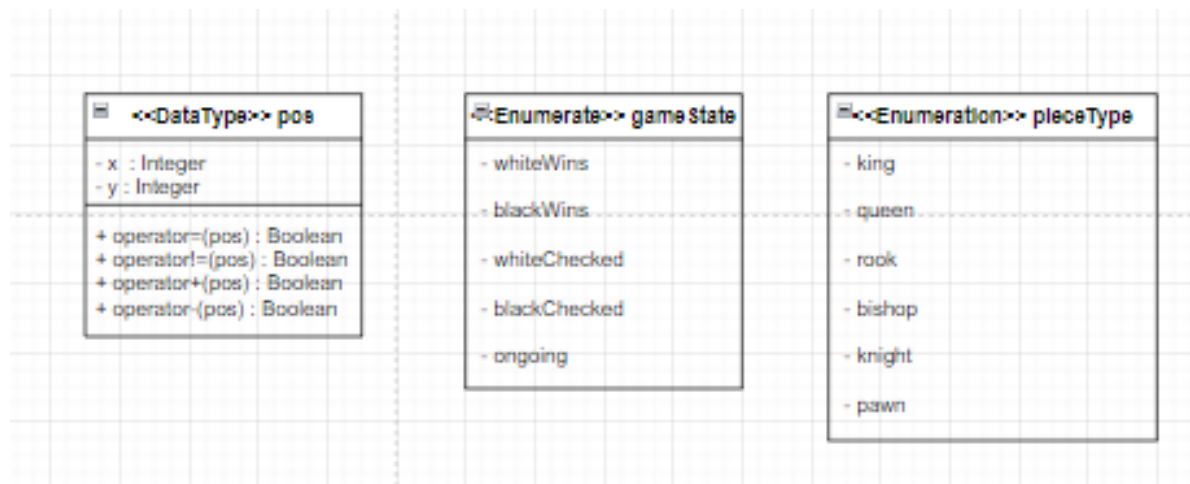 <<DataType>> pos
- x : Integer
- y : Integer
+ operator=(pos) : Boolean
+ operator!=(pos) : Boolean
+ operator+(pos) : Boolean
+ operator-(pos) : Boolean
<<Enumerate>> gameState
- whiteWins
- blackWins
- whiteChecked
- blackChecked
- ongoing
<<Enumeration>> pieceType
- king
- queen
- rook
- bishop
- knight
- pawn